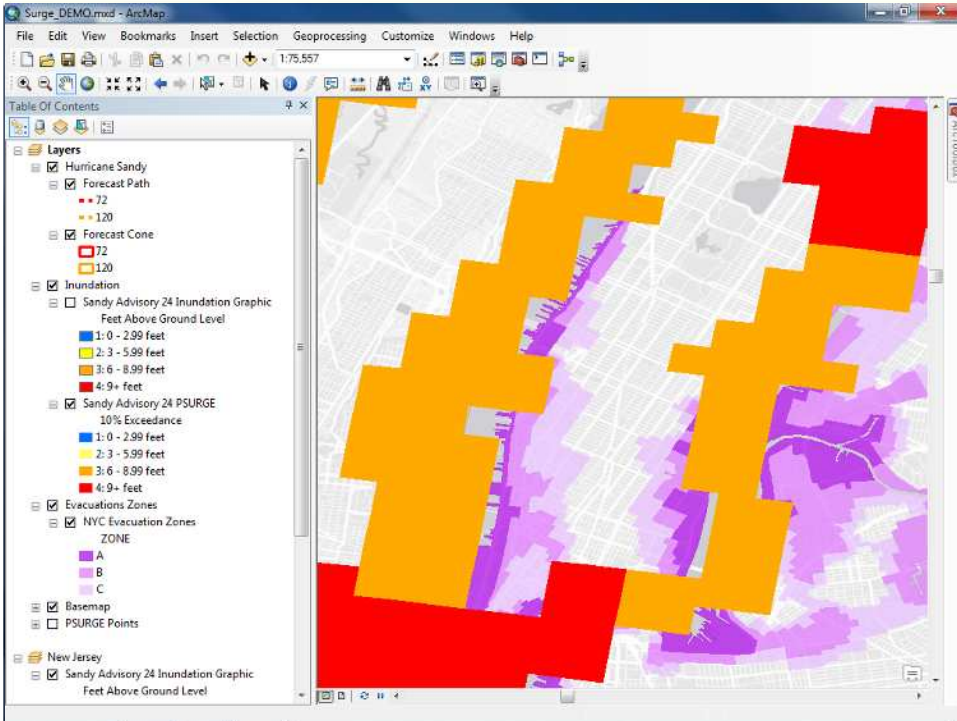 Surge_DEMO.mxd - ArcMap
File Edit View Bookmarks Insert Selection Geoprocessing Customize Windows Help
1:75,557
Table Of Contents
Layers
Hurricane Sandy
Forecast Path
72
120
Forecast Cone
72
120
Inundation
Sandy Advisory 24 Inundation Graphic
Feet Above Ground Level
1: 0 - 2.99 feet
2: 3 - 5.99 feet
3: 6 - 8.99 feet
4: 9+ feet
Sandy Advisory 24 PSURGE
10% Exceedance
1: 0 - 2.99 feet
2: 3 - 5.99 feet
3: 6 - 8.99 feet
4: 9+ feet
Evacuations Zones
NYC Evacuation Zones
ZONE
A
B
C
Basemap
PSURGE Points
New Jersey
Sandy Advisory 24 Inundation Graphic
Feet Above Ground Level